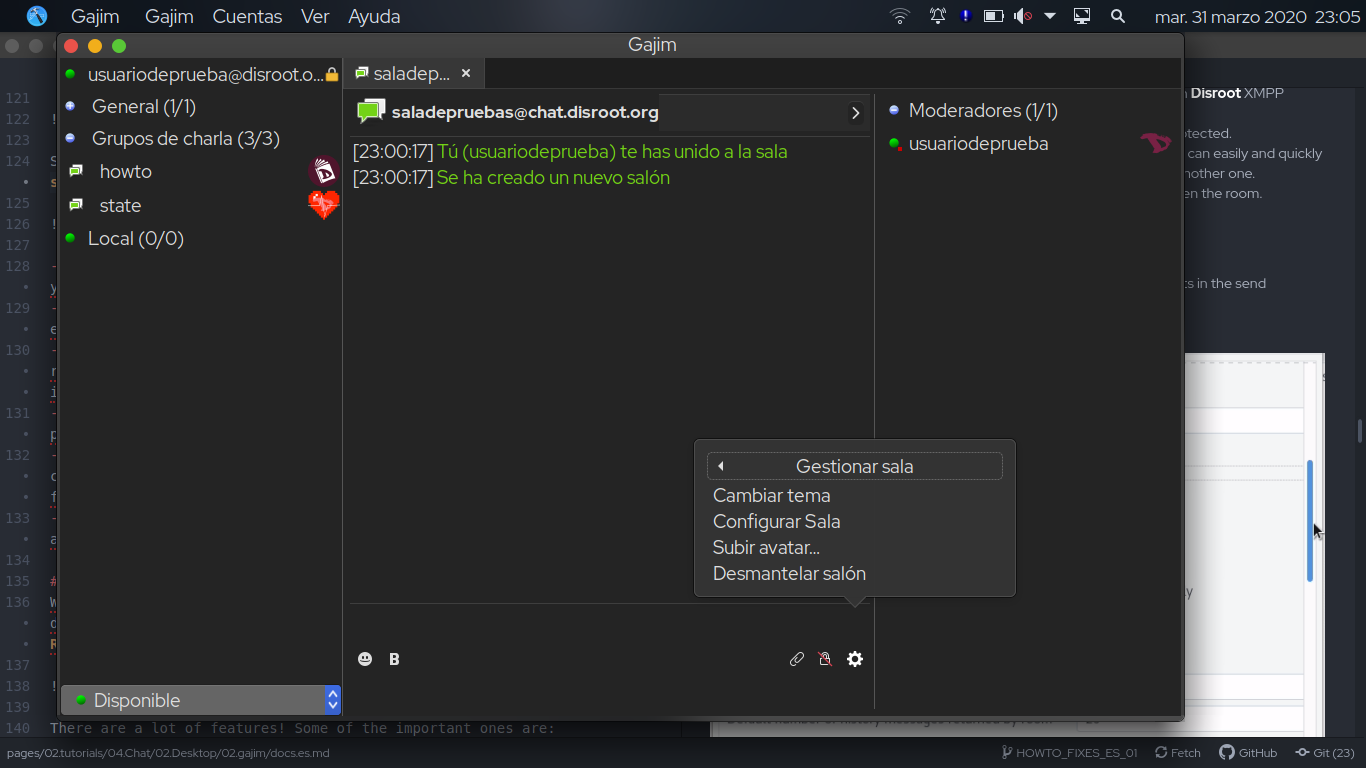 Gajim Gajim Cuentas Ver Ayuda mar. 31 marzo 2020 23:05
Gajim
usuariodeprueba@disroot.o...
General (1/1)
Grupos de charla (3/3)
howto
state
Local (0/0)
Disponible
saladep...
saladepruebas@chat.disroot.org
[23:00:17] Tú (usuariodeprueba) te has unido a la sala
[23:00:17] Se ha creado un nuevo salón
B
Moderadores (1/1)
usuariodeprueba
Gestionar sala
Cambiar tema
Configurar Sala
Subir avatar...
Desmantelar salón
121
122 !
123
124 S
125
126 !
127
128
129
130
131
132
133
134
135 #
136 W
137
138 !
139
140 There are a lot of features! Some of the important ones are:
Disroot XMPP
can easily and quickly
another one.
the room.
in the send
pages/02.tutorials/04.Chat/02.Desktop/02.gajim/docs.es.md
HOWTO_FIXES_ES_01 Fetch GitHub Git (23)